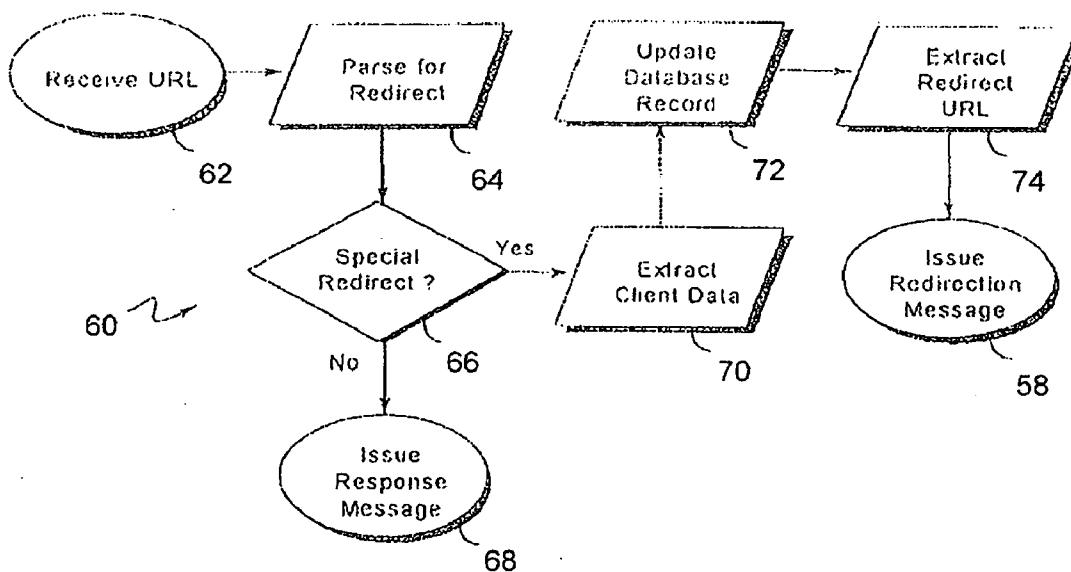 Receive URL
62
Parse for
Redirect
64
Update
Database
Record
72
Extract
Redirect
URL
74
Special
Redirect ?
Yes
66
No
60
Extract
Client Data
70
Issue
Redirection
Message
58
Issue
Response
Message
68